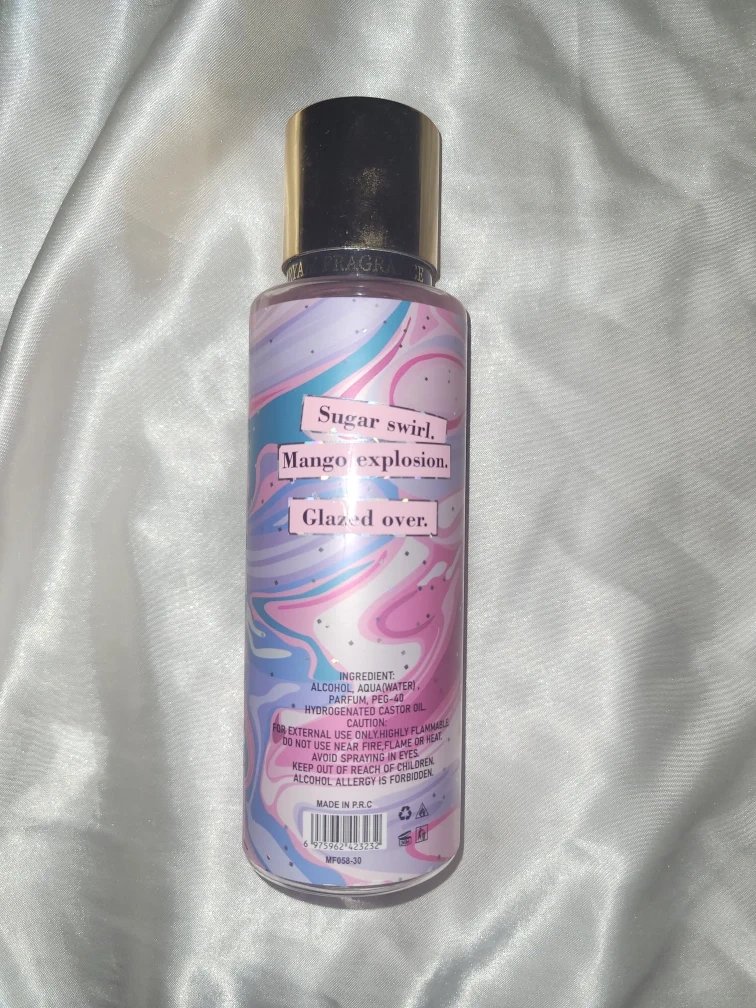 FRAGRANCE
Sugar swirl.
Mango explosion.
Glazed over.
INGREDIENT:
ALCOHOL, AQUA(WATER),
PARFUM, PEG-40
HYDROGENATED CASTOR OIL.
CAUTION:
FOR EXTERNAL USE ONLY.HIGHLY FLAMMABLE.
DO NOT USE NEAR FIRE,FLAME OR HEAT.
AVOID SPRAYING IN EYES.
KEEP OUT OF REACH OF CHILDREN.
ALCOHOL ALLERGY IS FORBIDDEN.
MADE IN P.R.C
6 975962 423232
MF058-30